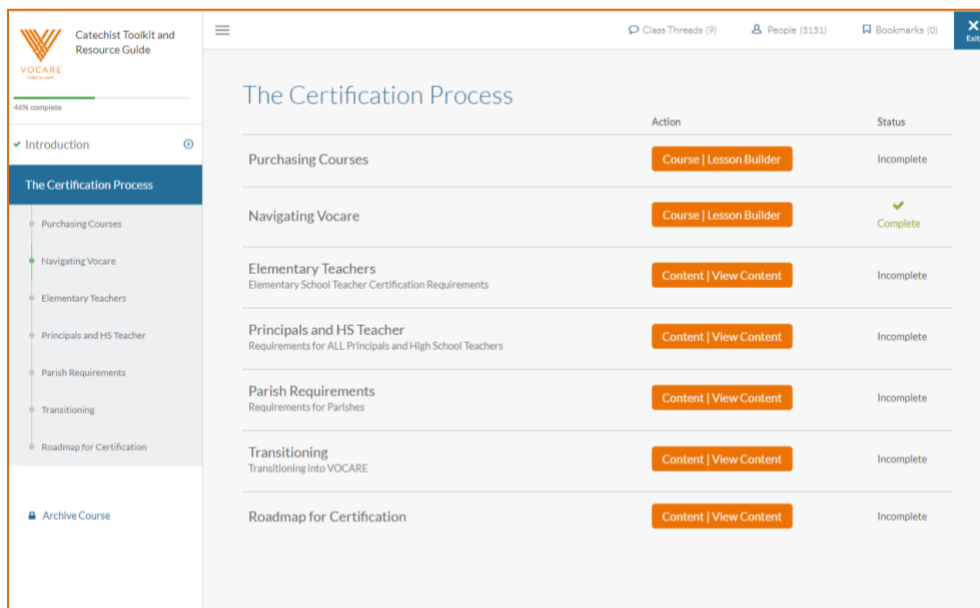 Catechist Toolkit and
Resource Guide
VOCARE
46% complete
Introduction
The Certification Process
Purchasing Courses
Navigating Vocare
Elementary Teachers
Principals and HS Teacher
Parish Requirements
Transitioning
Roadmap for Certification
Archive Course
Class Threads (9)
People (3151)
Bookmarks (0)
Exit
The Certification Process
Action
Status
Purchasing Courses
Course | Lesson Builder
Incomplete
Navigating Vocare
Course | Lesson Builder
Complete
Elementary Teachers
Elementary School Teacher Certification Requirements
Content | View Content
Incomplete
Principals and HS Teacher
Requirements for ALL Principals and High School Teachers
Content | View Content
Incomplete
Parish Requirements
Requirements for Parishes
Content | View Content
Incomplete
Transitioning
Transitioning into VOCARE
Content | View Content
Incomplete
Roadmap for Certification
Content | View Content
Incomplete